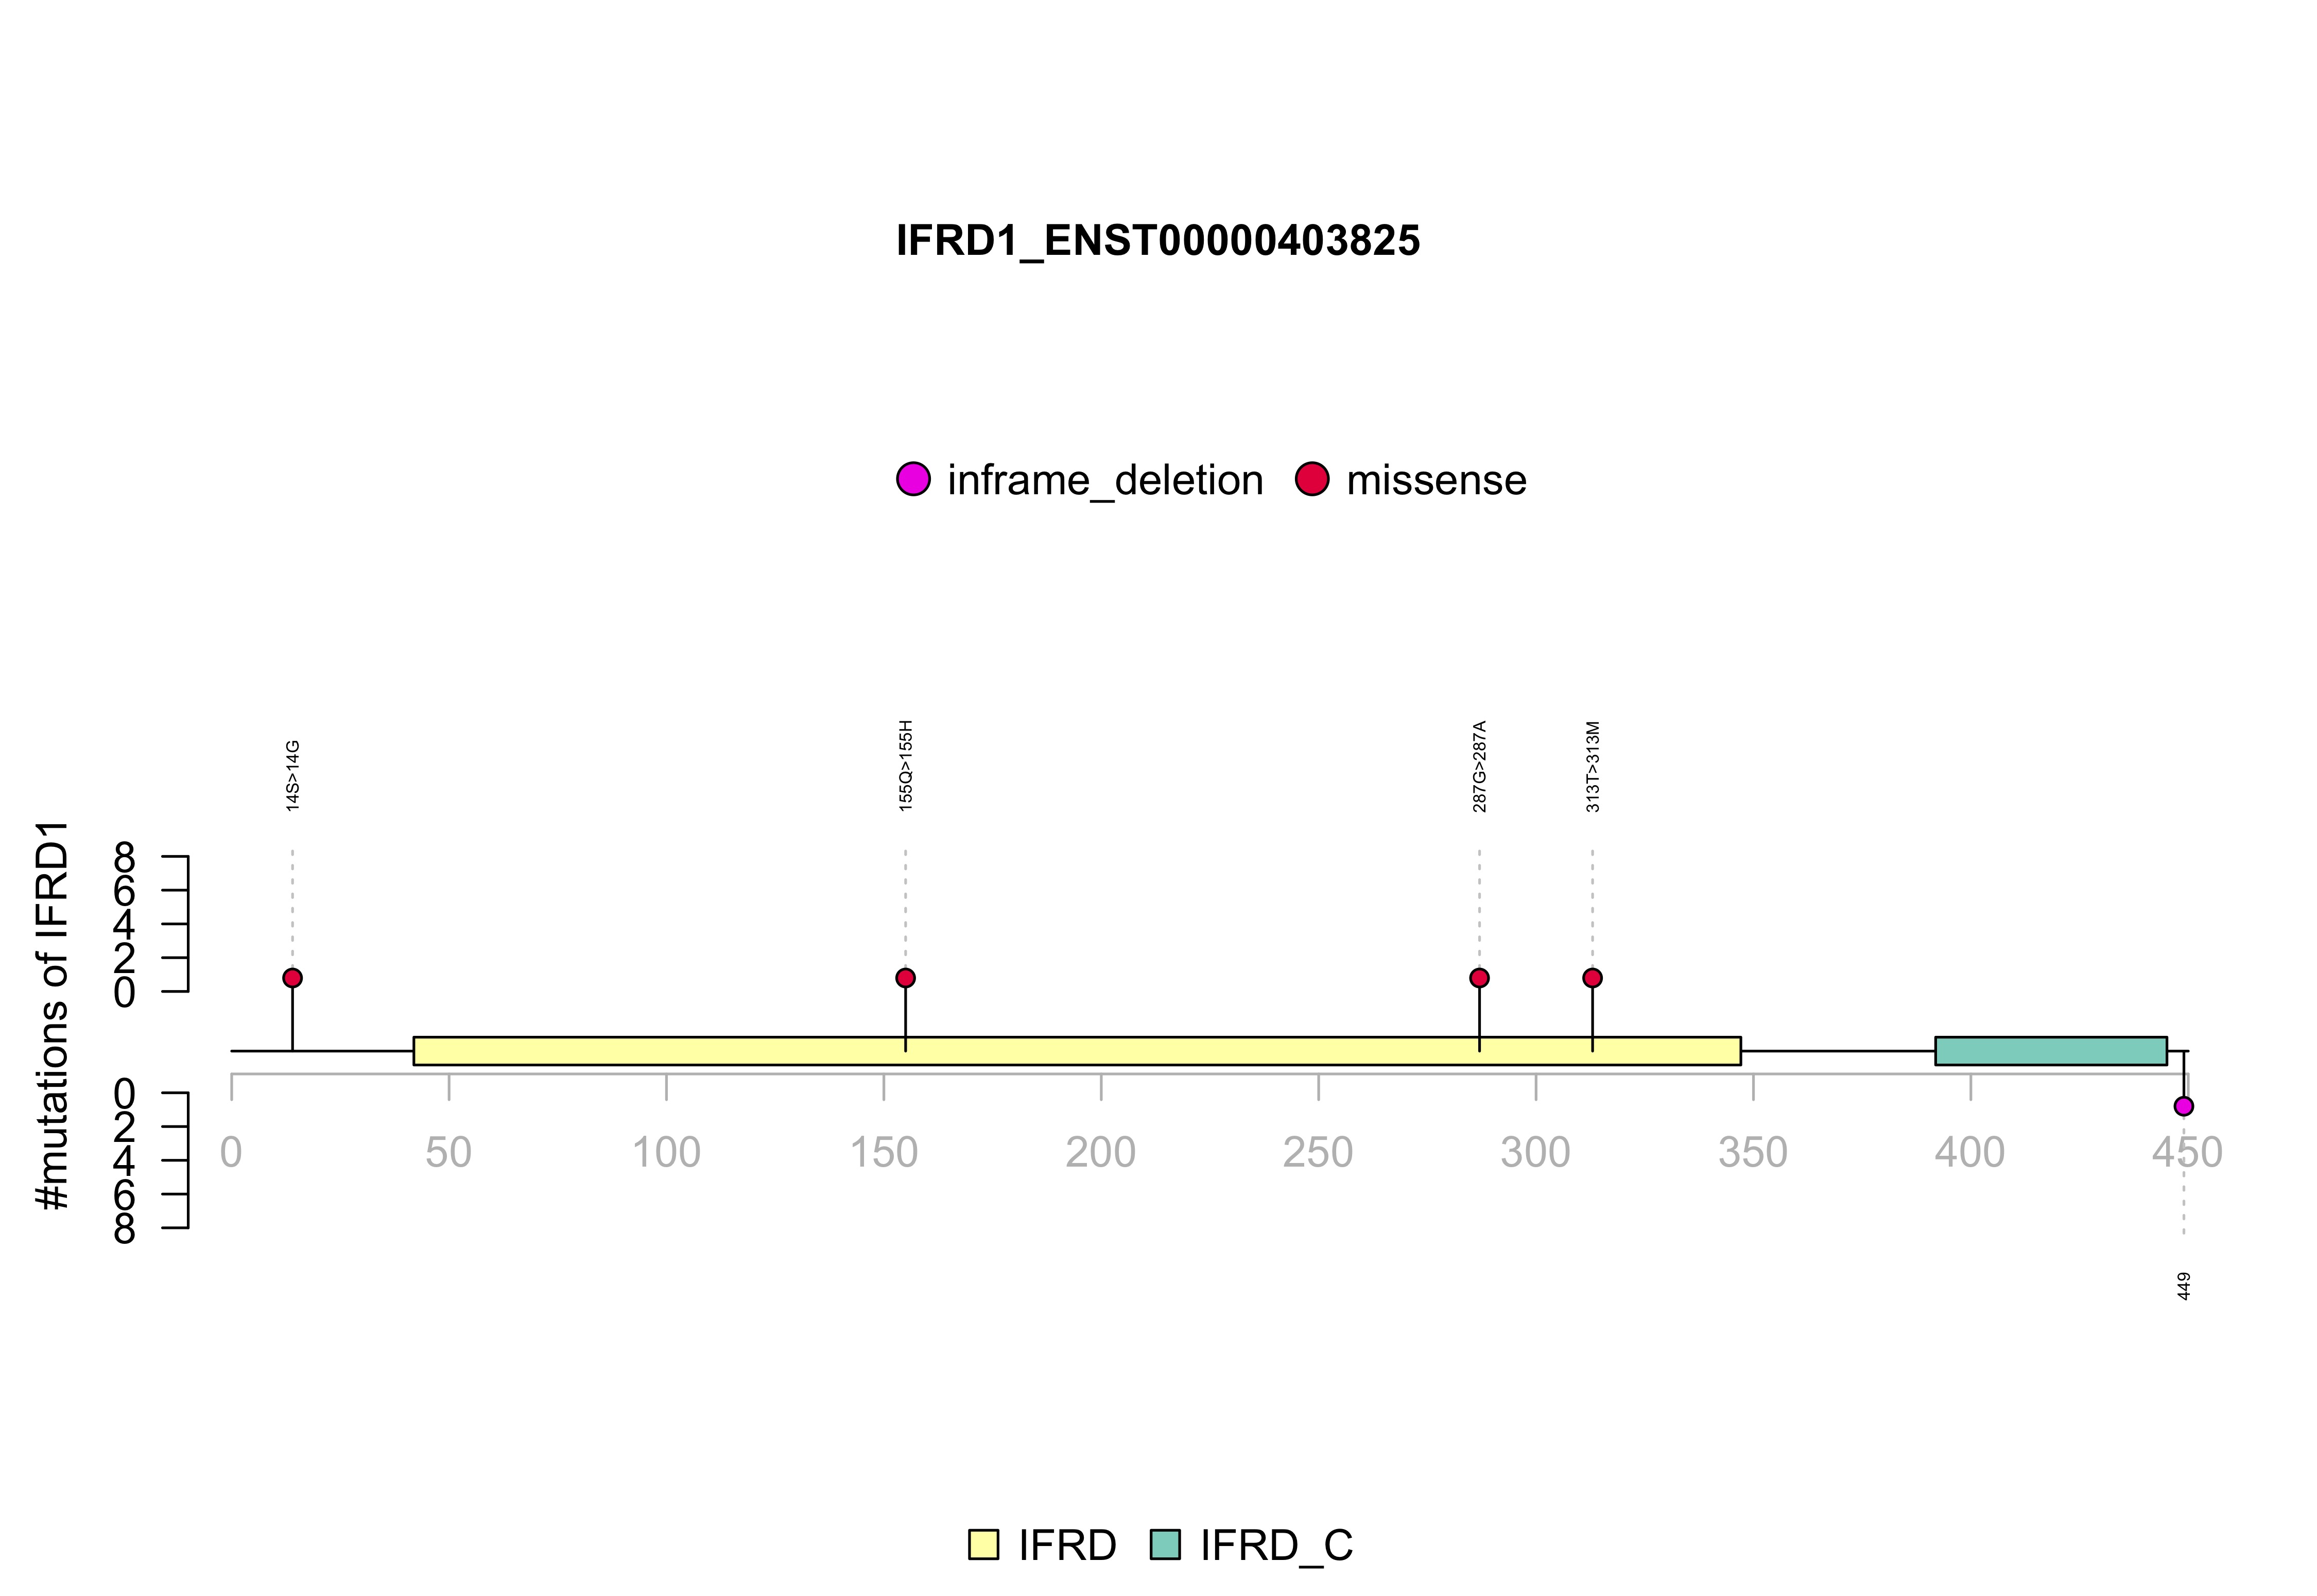 IFRD1_ENST00000403825
inframe_deletion missense
14S>14G
155Q>155H
287G>287A
313T>313M
#mutations of IFRD1
8
6
4
2
0
0
2
4
6
8
0 50 100 150 200 250 300 350 400 450
449
IFRD IFRD_C